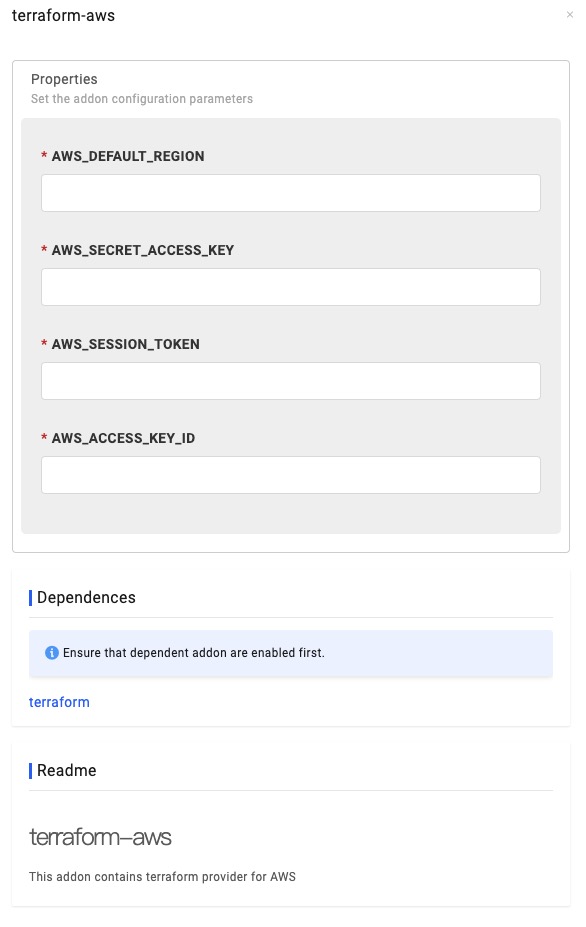 terraform-aws
×
Properties
Set the addon configuration parameters
* AWS_DEFAULT_REGION
* AWS_SECRET_ACCESS_KEY
* AWS_SESSION_TOKEN
* AWS_ACCESS_KEY_ID
Dependences
Ensure that dependent addon are enabled first.
terraform
Readme
terraform-aws
This addon contains terraform provider for AWS